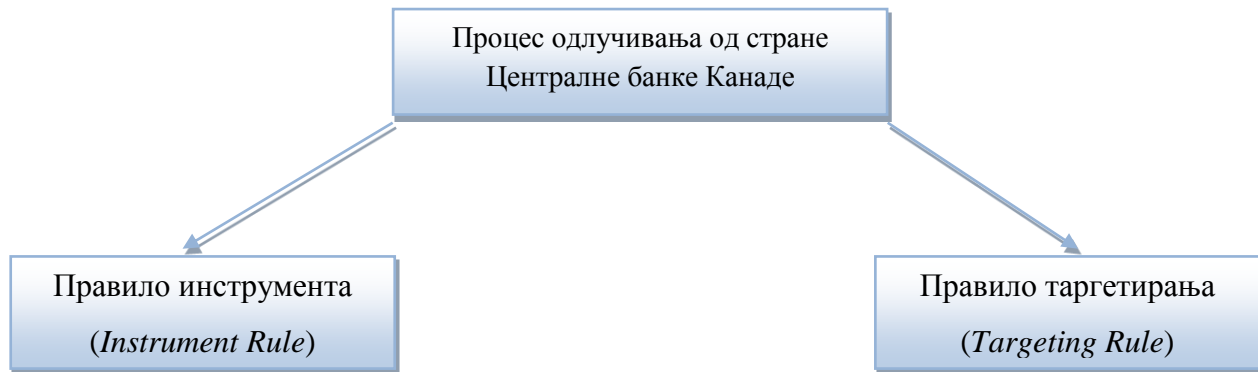 Процес одлучивања од стране
Централне банке Канаде
Правило инструмента
(Instrument Rule)
Правило таргетирања
(Targeting Rule)